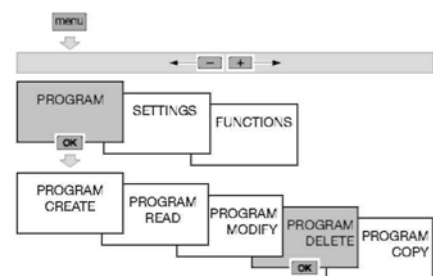 menu
- +
PROGRAM
SETTINGS
FUNCTIONS
OK
PROGRAM
CREATE
PROGRAM
READ
PROGRAM
MODIFY
PROGRAM
DELETE
PROGRAM
COPY
OK